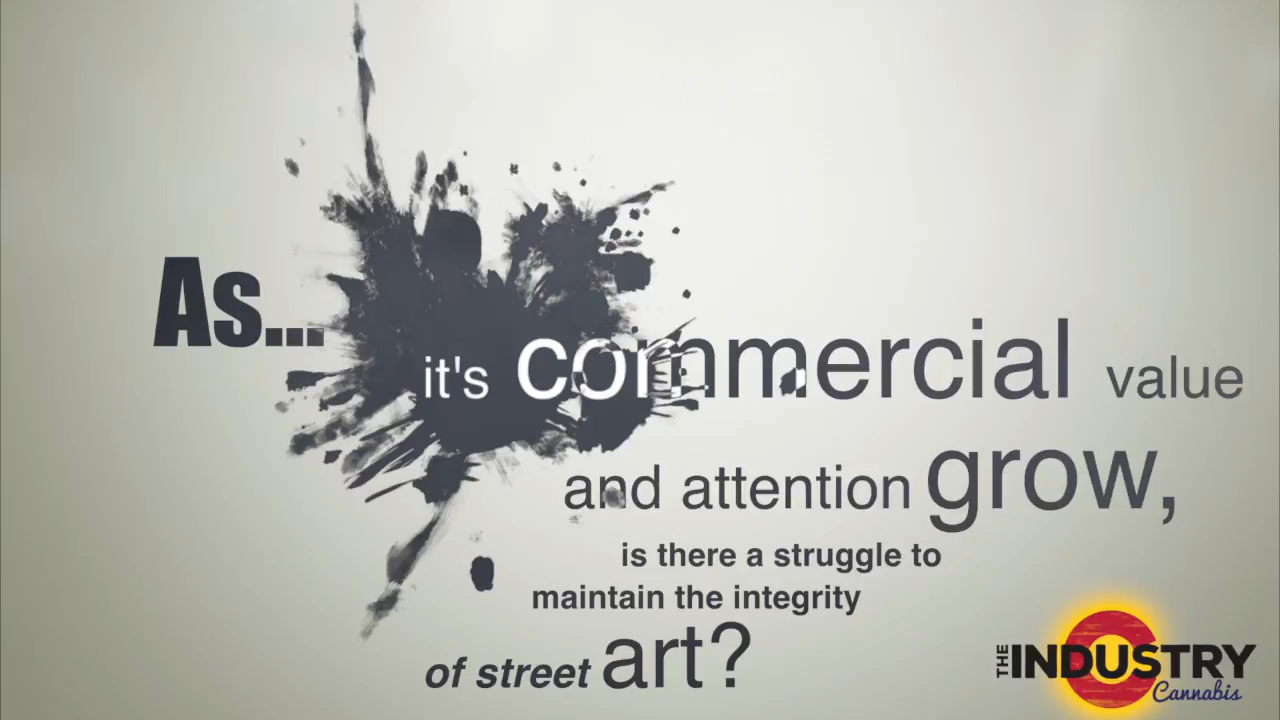 As...
it's commercial value
and attention grow,
is there a struggle to
maintain the integrity
of street art?
THE INDUSTRY
Cannabis